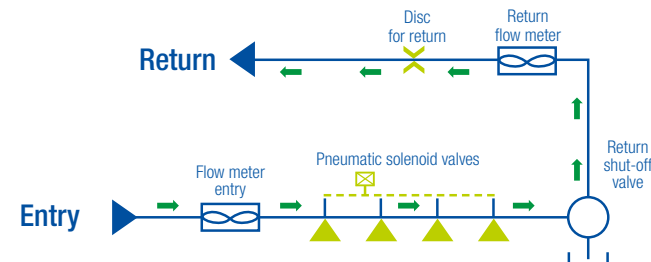 Disc
for return
Return
flow meter
Return
Flow meter
entry
Pneumatic solenoid valves
Return
shut-off
valve
Entry